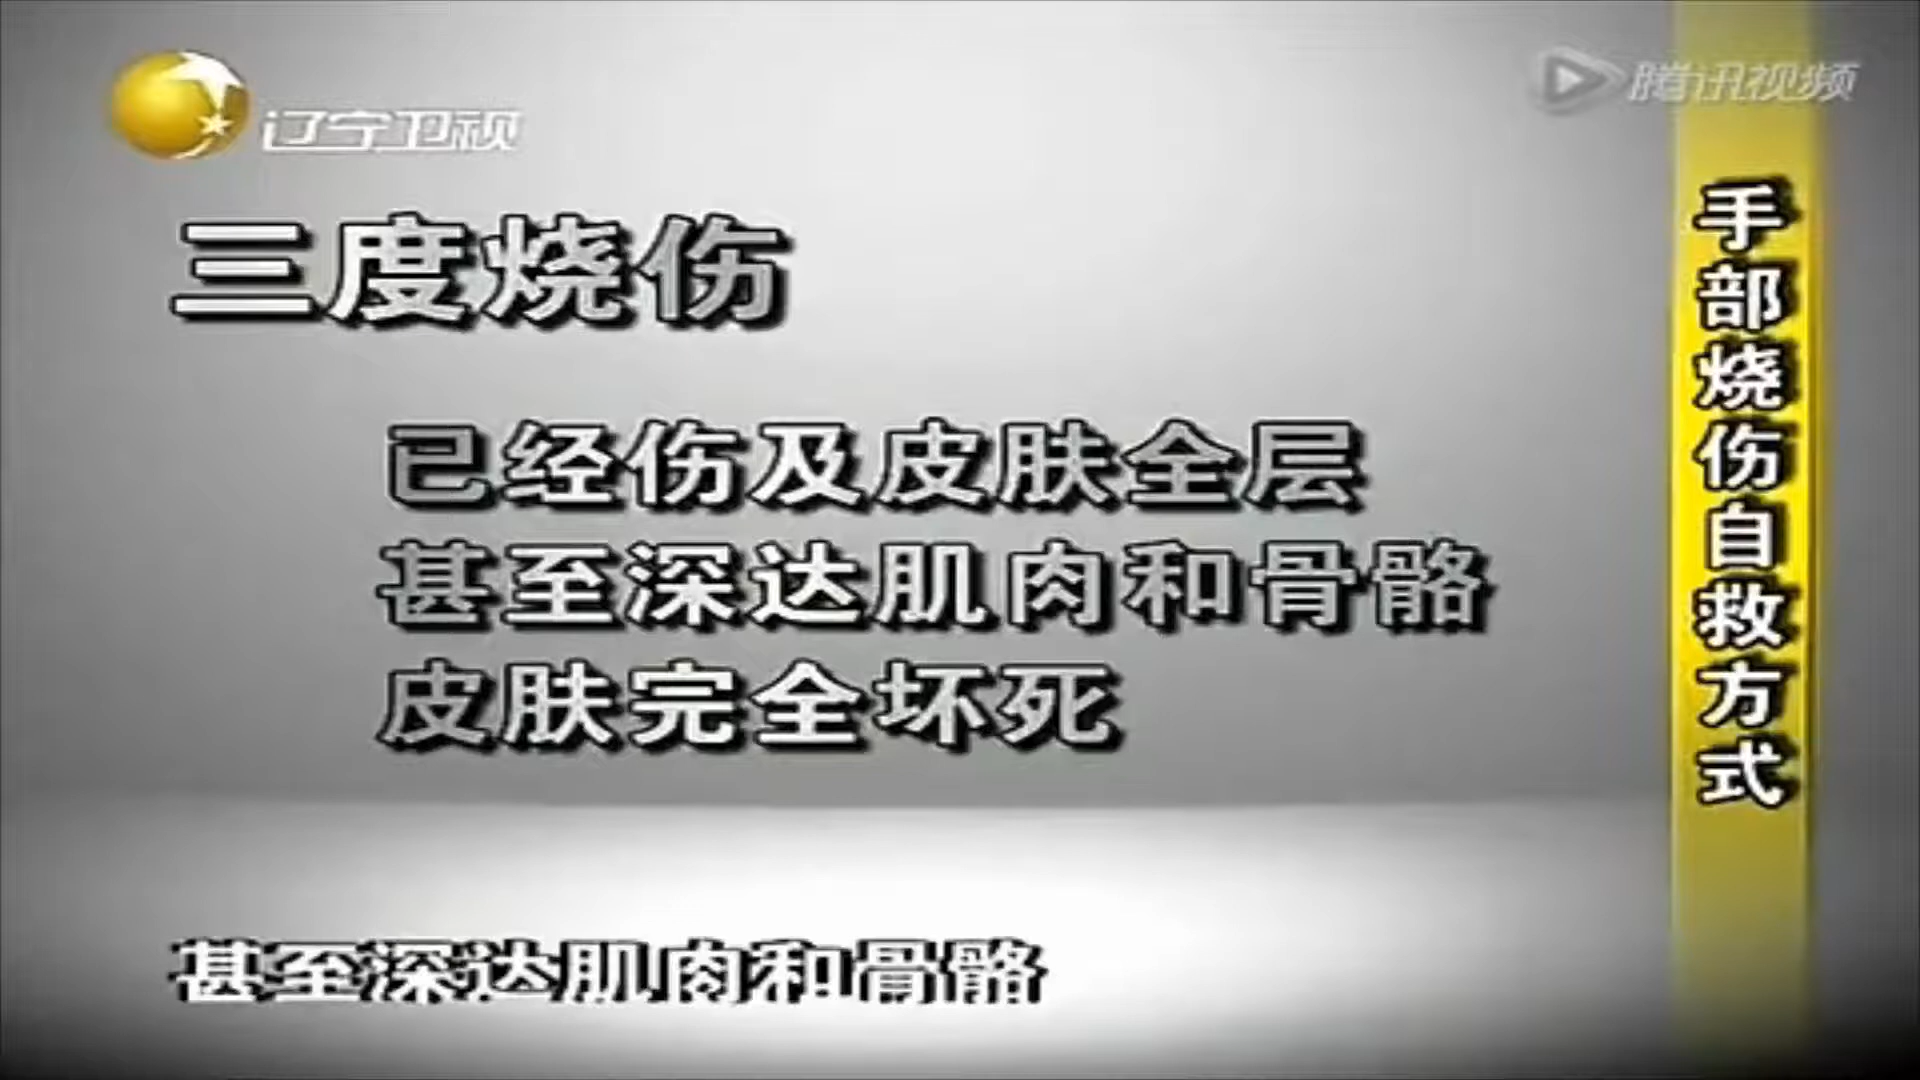 辽宁卫视
腾讯视频
三度烧伤
已经伤及皮肤全层
甚至深达肌肉和骨骼
皮肤完全坏死
手部烧伤自救方式
甚至深达肌肉和骨骼